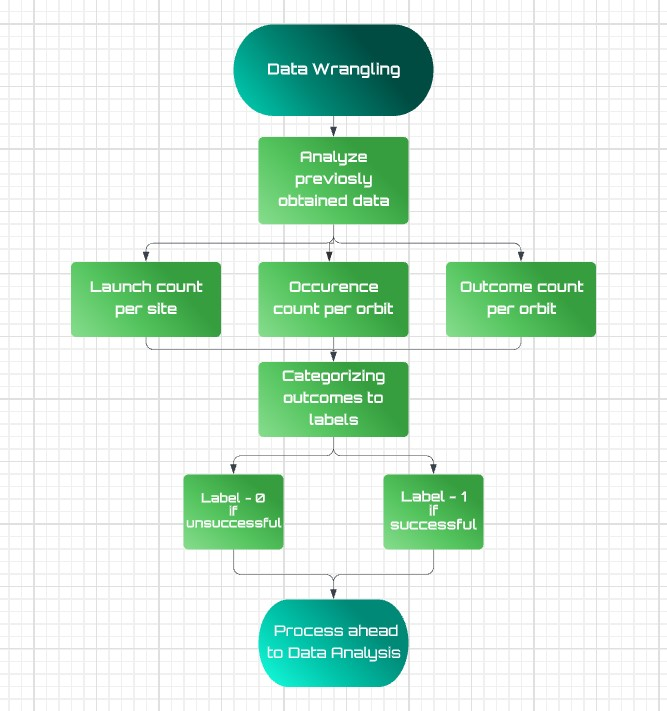 Data Wrangling
Analyze
previosly
obtained data
Launch count
per site
Occurence
count per orbit
Outcome count
per orbit
Categorizing
outcomes to
labels
Label - 0
if
unsuccessful
Label - 1
if
successful
Process ahead
to Data Analysis